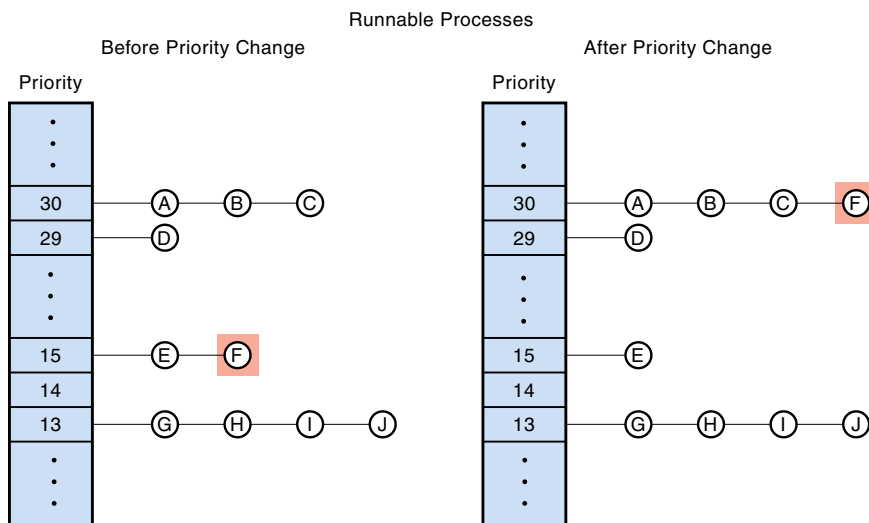 Runnable Processes
Before Priority Change
After Priority Change
Priority
Priority
30 A B C
30 A B C F
29 D
29 D
15 E F
15 E
14
14
13 G H I J
13 G H I J